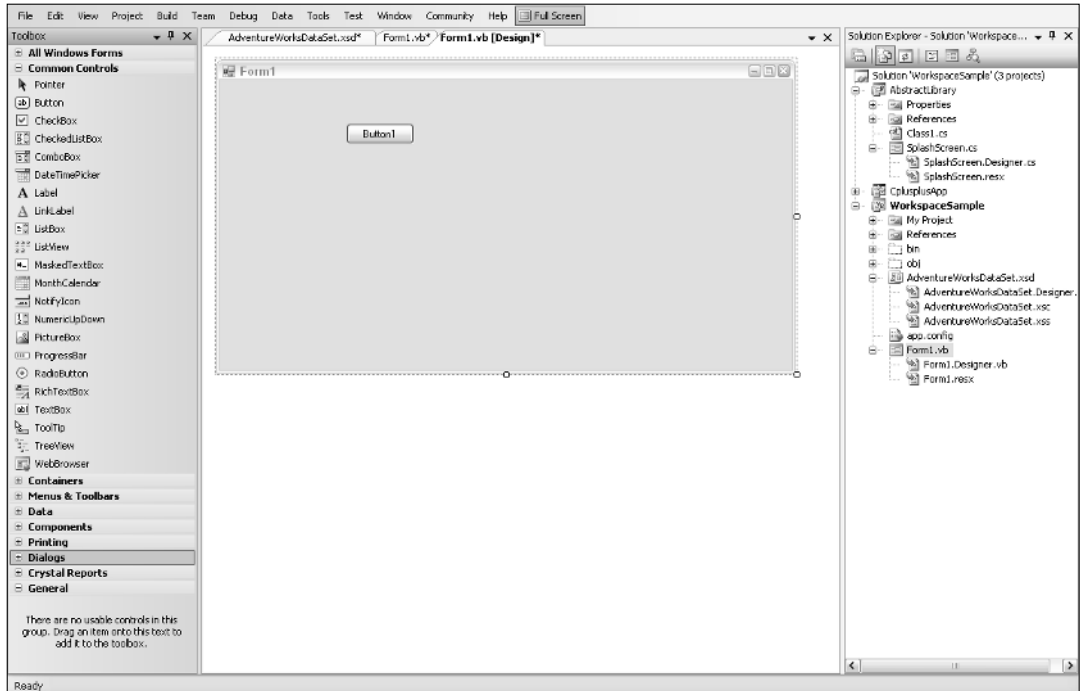 File Edit View Project Build Team Debug Data Tools Test Window Community Help Full Screen
Toolbox
All Windows Forms
Common Controls
Pointer
Button
CheckBox
CheckedListBox
ComboBox
DateTimePicker
Label
LinkLabel
ListBox
ListView
MaskedTextBox
MonthCalendar
NotifyIcon
NumericUpDown
PictureBox
ProgressBar
RadioButton
RichTextBox
TextBox
ToolTip
TreeView
WebBrowser
Containers
Menus & Toolbars
Data
Components
Printing
Dialogs
Crystal Reports
General
There are no usable controls in this
group. Drag an item onto this text to
add it to the toolbox.
AdventureWorksDataSet.xsd* Form1.vb* Form1.vb [Design]*
Form1
Button1
Solution Explorer - Solution 'Workspace...
Solution 'WorkspaceSample' (3 projects)
AbstractLibrary
Properties
References
Class1.cs
SplashScreen.cs
SplashScreen.Designer.cs
SplashScreen.resx
CplusplusApp
WorkspaceSample
My Project
References
bin
obj
AdventureWorksDataSet.xsd
AdventureWorksDataSet.Designer.
AdventureWorksDataSet.xsc
AdventureWorksDataSet.xss
app.config
Form1.vb
Form1.Designer.vb
Form1.resx
Ready